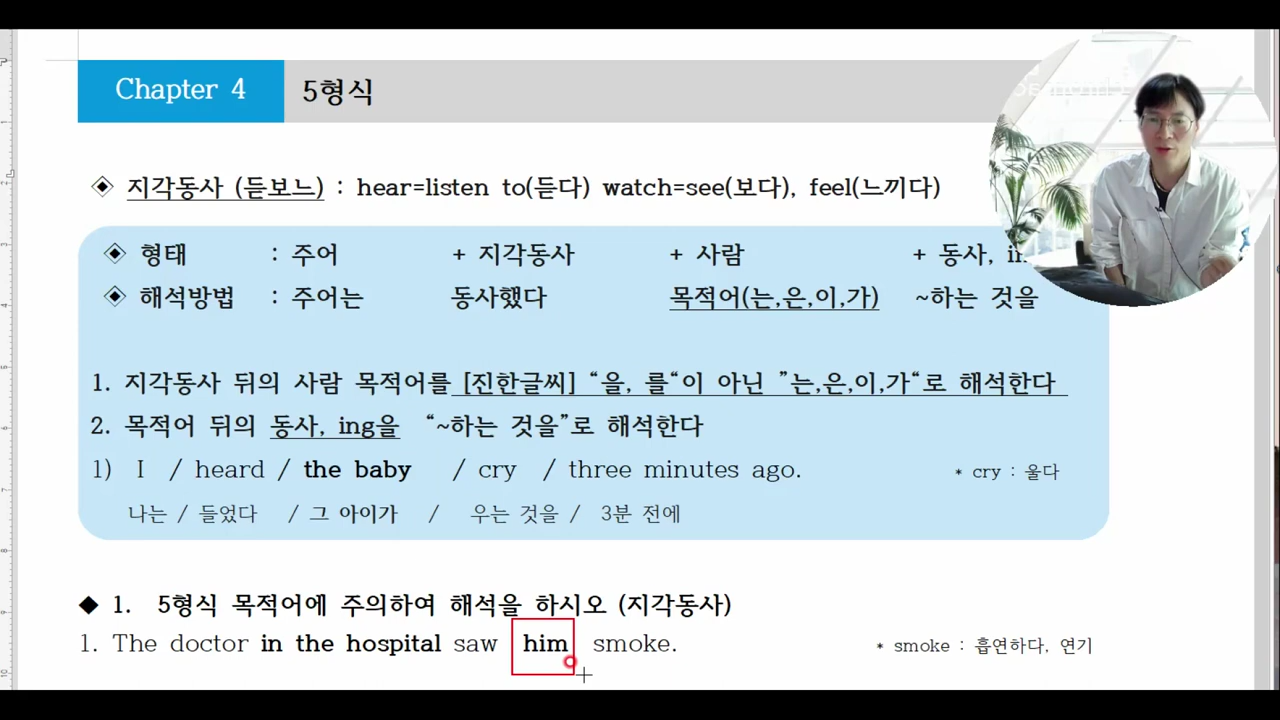 Chapter 4 5형식
◈ 지각동사 (듣보느) : hear=listen to(듣다) watch=see(보다), feel(느끼다)
◈ 형태 : 주어 + 지각동사 + 사람 + 동사,
◈ 해석방법 : 주어는 동사했다 목적어(는,은,이,가) ~하는 것을
1. 지각동사 뒤의 사람 목적어를 [진한글씨] “을, 를“이 아닌 ”는,은,이,가“로 해석한다
2. 목적어 뒤의 동사, ing을 “~하는 것을”로 해석한다
1) I / heard / the baby / cry / three minutes ago. * cry : 울다
나는 / 들었다 / 그 아이가 / 우는 것을 / 3분 전에
◆ 1. 5형식 목적어에 주의하여 해석을 하시오 (지각동사)
1. The doctor in the hospital saw him smoke. * smoke : 흡연하다, 연기